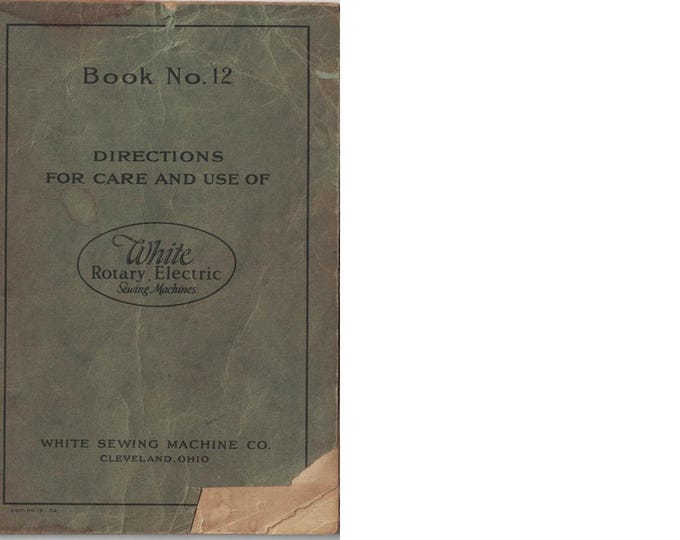 Book No. 12
DIRECTIONS
FOR CARE AND USE OF
White
Rotary Electric
Sewing Machines
WHITE SEWING MACHINE CO.
CLEVELAND, OHIO